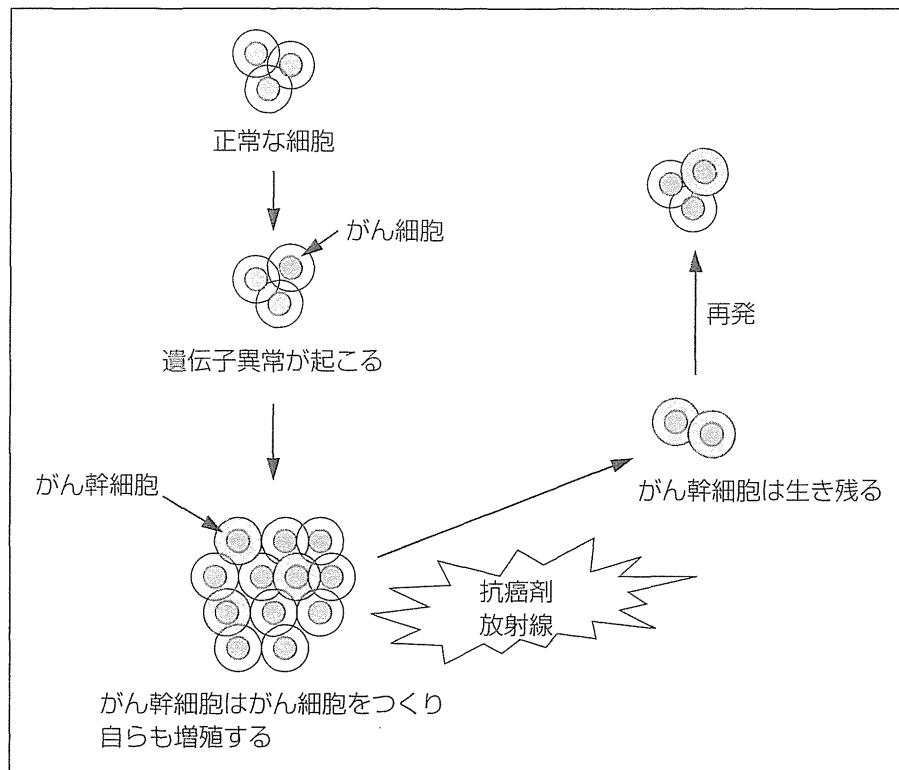 正常な細胞
がん細胞
遺伝子異常が起こる
がん幹細胞
がん幹細胞はがん細胞をつくり
自らも増殖する
抗癌剤
放射線
がん幹細胞は生き残る
再発